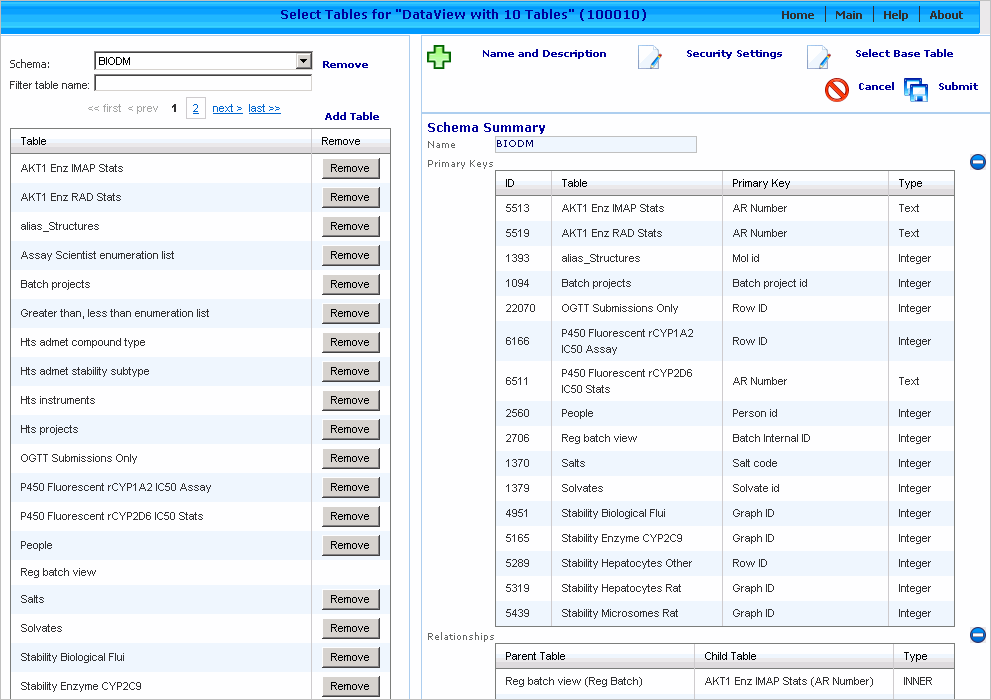 Select Tables for "DataView with 10 Tables" (100010)
Home Main Help About
Schema: BIODM Remove
Filter table name:
<< first < prev 1 2 next > last >>
Add Table
Table Remove
AKT1 Enz IMAP Stats Remove
AKT1 Enz RAD Stats Remove
alias_Structures Remove
Assay Scientist enumeration list Remove
Batch projects Remove
Greater than, less than enumeration list Remove
Hts admet compound type Remove
Hts admet stability subtype Remove
Hts instruments Remove
Hts projects Remove
OGTT Submissions Only Remove
P450 Fluorescent rCYP1A2 IC50 Assay Remove
P450 Fluorescent rCYP2D6 IC50 Stats Remove
People Remove
Reg batch view
Salts Remove
Solvates Remove
Stability Biological Flui Remove
Stability Enzyme CYP2C9 Remove
Name and Description Security Settings Select Base Table
Cancel Submit
Schema Summary
Name BIODM
Primary Keys
ID Table Primary Key Type
5513 AKT1 Enz IMAP Stats AR Number Text
5519 AKT1 Enz RAD Stats AR Number Text
1393 alias_Structures Mol id Integer
1094 Batch projects Batch project id Integer
22070 OGTT Submissions Only Row ID Integer
6166 P450 Fluorescent rCYP1A2 Row ID Integer
IC50 Assay
6511 P450 Fluorescent rCYP2D6 AR Number Text
IC50 Stats
2560 People Person id Integer
2706 Reg batch view Batch Internal ID Integer
1370 Salts Salt code Integer
1379 Solvates Solvate id Integer
4951 Stability Biological Flui Graph ID Integer
5165 Stability Enzyme CYP2C9 Graph ID Integer
5289 Stability Hepatocytes Other Row ID Integer
5319 Stability Hepatocytes Rat Graph ID Integer
5439 Stability Microsomes Rat Graph ID Integer
Relationships
Parent Table Child Table Type
Reg batch view (Reg Batch) AKT1 Enz IMAP Stats (AR Number) INNER